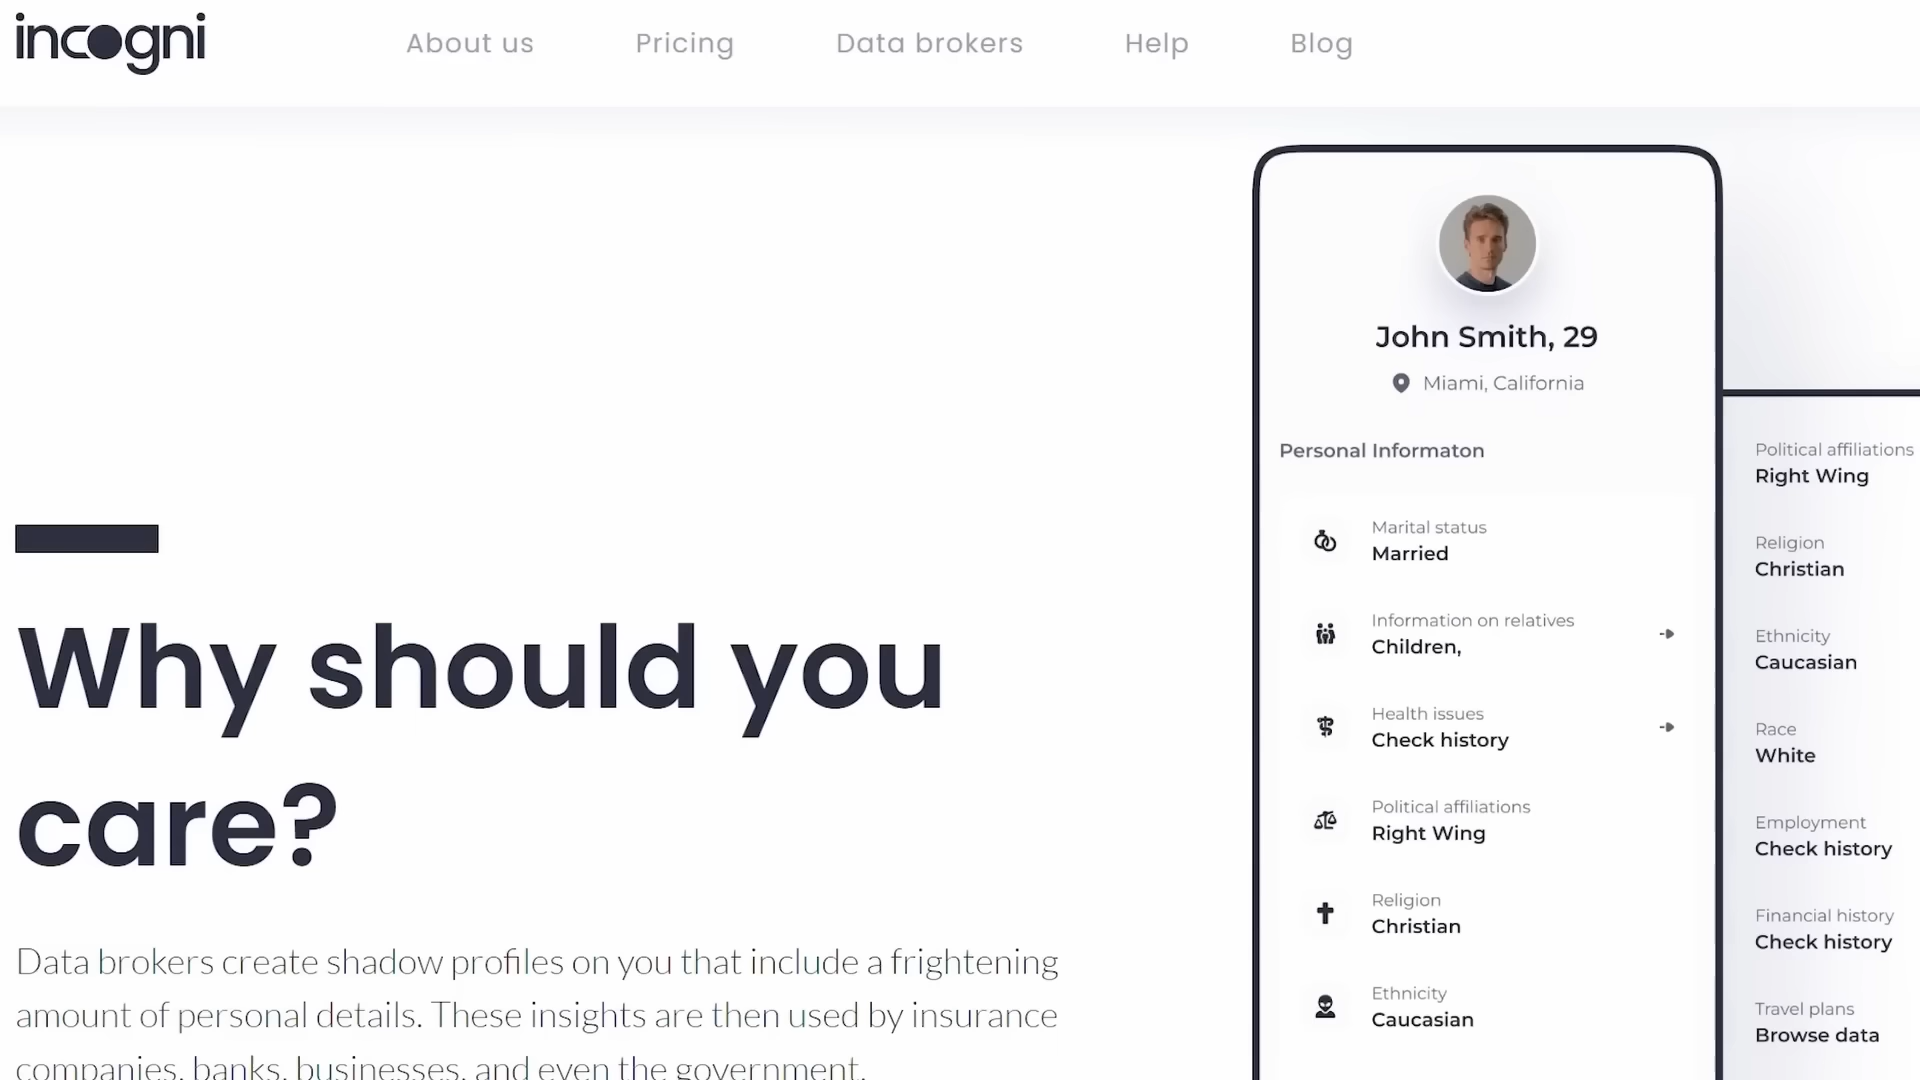 incogni
About us
Pricing
Data brokers
Help
Blog
Why should you
care?
Data brokers create shadow profiles on you that include a frightening
amount of personal details. These insights are then used by insurance
companies, banks, businesses, and even the government.
John Smith, 29
Miami, California
Personal Informaton
Marital status
Married
Information on relatives
Children,
Health issues
Check history
Political affiliations
Right Wing
Religion
Christian
Ethnicity
Caucasian
Political affiliations
Right Wing
Religion
Christian
Ethnicity
Caucasian
Race
White
Employment
Check history
Financial history
Check history
Travel plans
Browse data